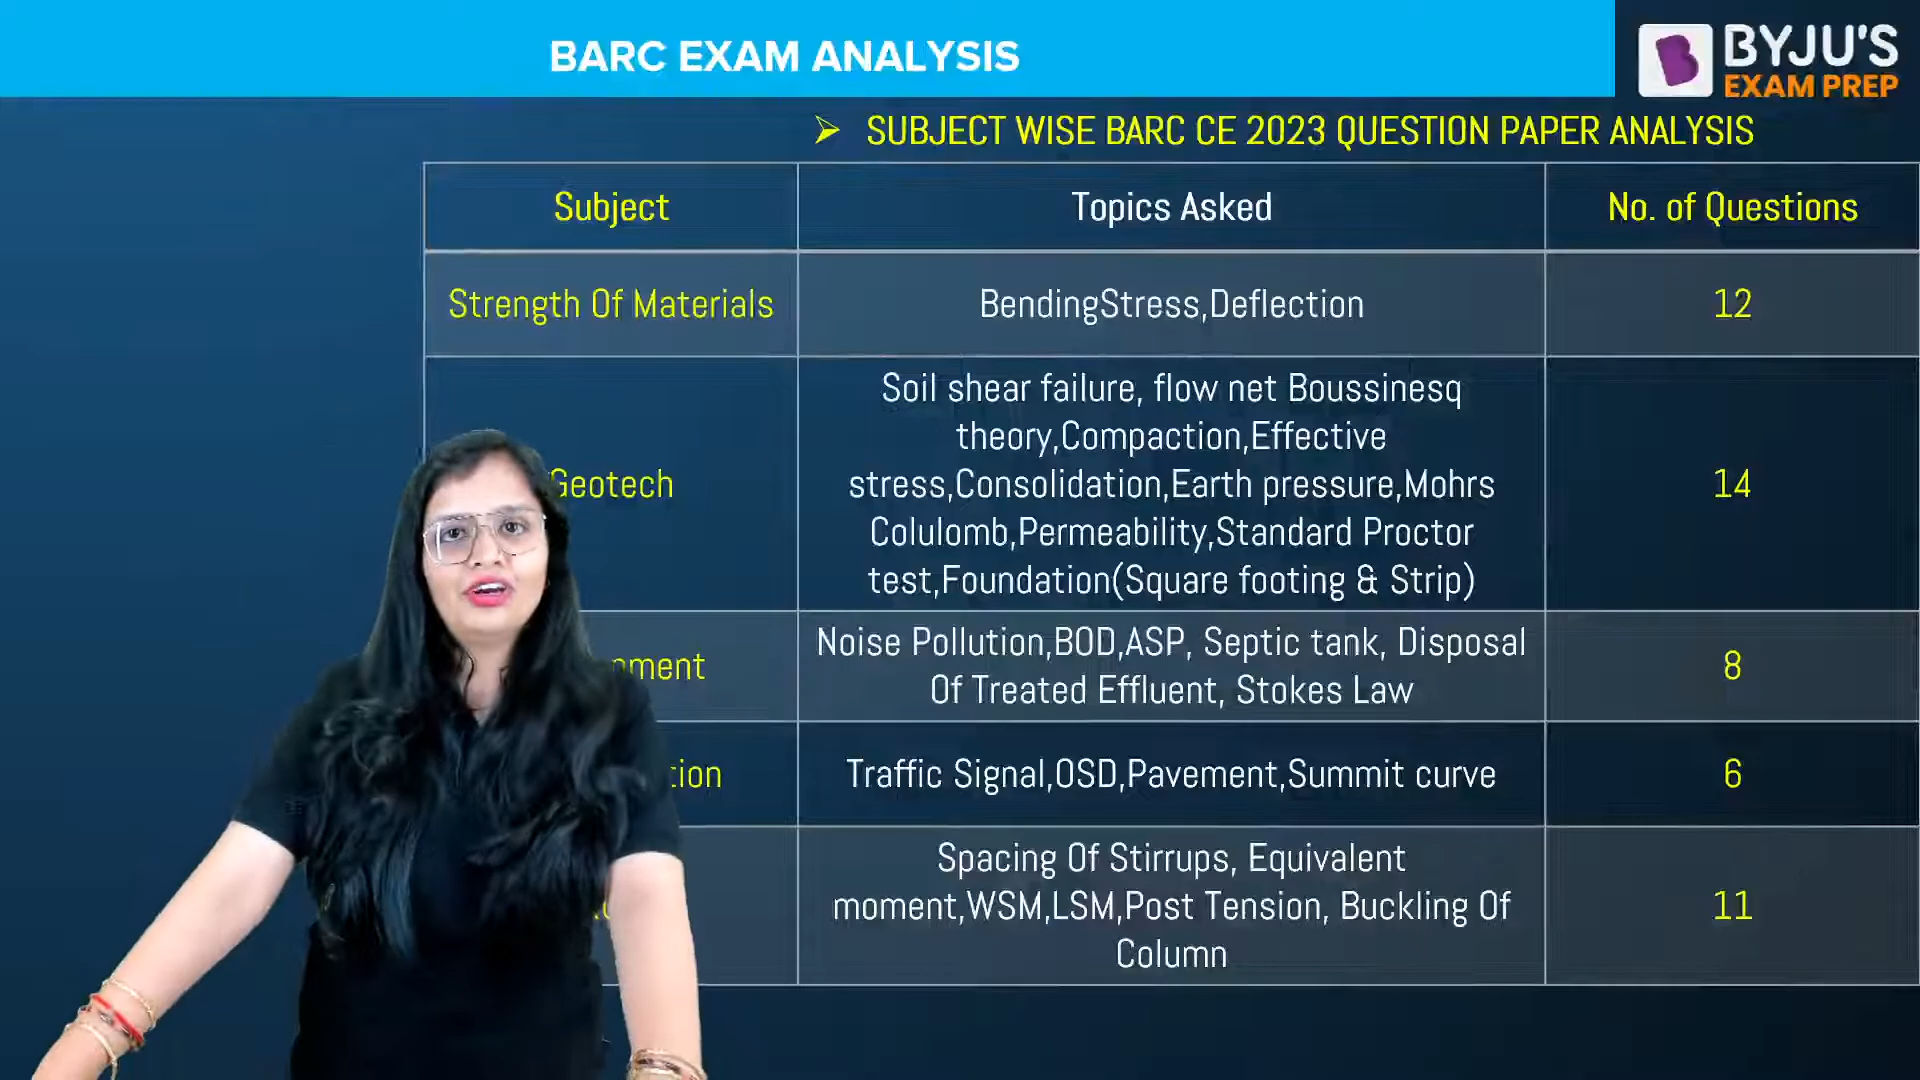 BARC EXAM ANALYSIS
BYJU'S
EXAM PREP
SUBJECT WISE BARC CE 2023 QUESTION PAPER ANALYSIS
Subject
Topics Asked
No. of Questions
Strength Of Materials
BendingStress,Deflection
12
Geotech
Soil shear failure, flow net Boussinesq
theory,Compaction,Effective
stress,Consolidation,Earth pressure,Mohrs
Colulomb,Permeability,Standard Proctor
test,Foundation(Square footing & Strip)
14
Noise Pollution,BOD,ASP, Septic tank, Disposal
Of Treated Effluent, Stokes Law
8
Traffic Signal,OSD,Pavement,Summit curve
6
Spacing Of Stirrups, Equivalent
moment,WSM,LSM,Post Tension, Buckling Of
Column
11